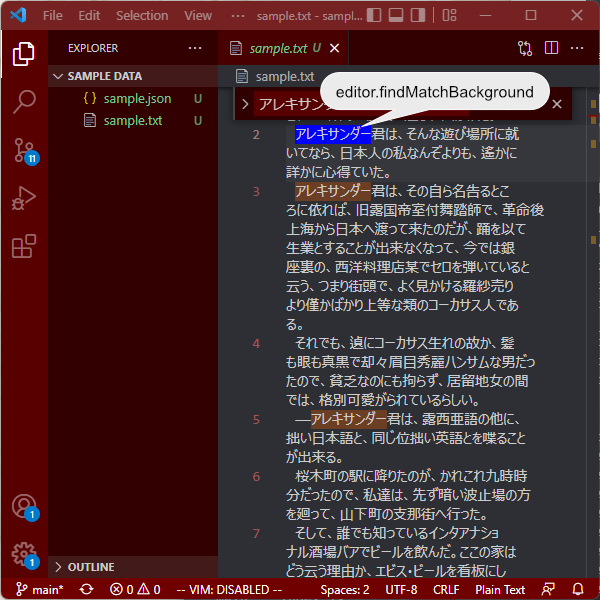 File Edit Selection View ··· sample.txt - sampl...
EXPLORER ···
SAMPLE DATA
{ } sample.json U
sample.txt U
OUTLINE
sample.txt U
sample.txt
editor.findMatchBackground
アレキサン
2 アレキサンダー君は、そんな遊び場所に就
いてなら、日本人の私なんぞよりも、遙かに
詳かに心得ていた。
3 アレキサンダー君は、その自ら名告るとこ
ろに依れば、旧露国帝室付舞踏師で、革命後
上海から日本へ渡って来たのだが、踊を以て
生業とすることが出来なくなって、今では銀
座裏の、西洋料理店某でセロを弾いていると
云う、つまり街頭で、よく見かける羅紗売り
より僅かばかり上等な類のコーカサス人であ
る。
4 それでも、遉にコーカサス生れの故か、髪
も眼も真黒で却々眉目秀麗ハンサムな男だっ
たので、貧乏なのにも拘らず、居留地女の間
では、格別可愛がられているらしい。
5 ―アレキサンダー君は、露西亜語の他に、
拙い日本語と、同じ位拙い英語とを喋ること
が出来る。
6 桜木町の駅に降りたのが、かれこれ九時時
分だったので、私達は、先ず暗い波止場の方
を廻って、山下町の支那街へ行った。
7 そして、誰でも知っているインタアナショ
ナル酒場バアでビールを飲んだ。ここの家は
どう云う理由か、エビス・ビールを看板にし
11
1
1
main* 0 0 -- VIM: DISABLED -- Spaces: 2 UTF-8 CRLF Plain Text